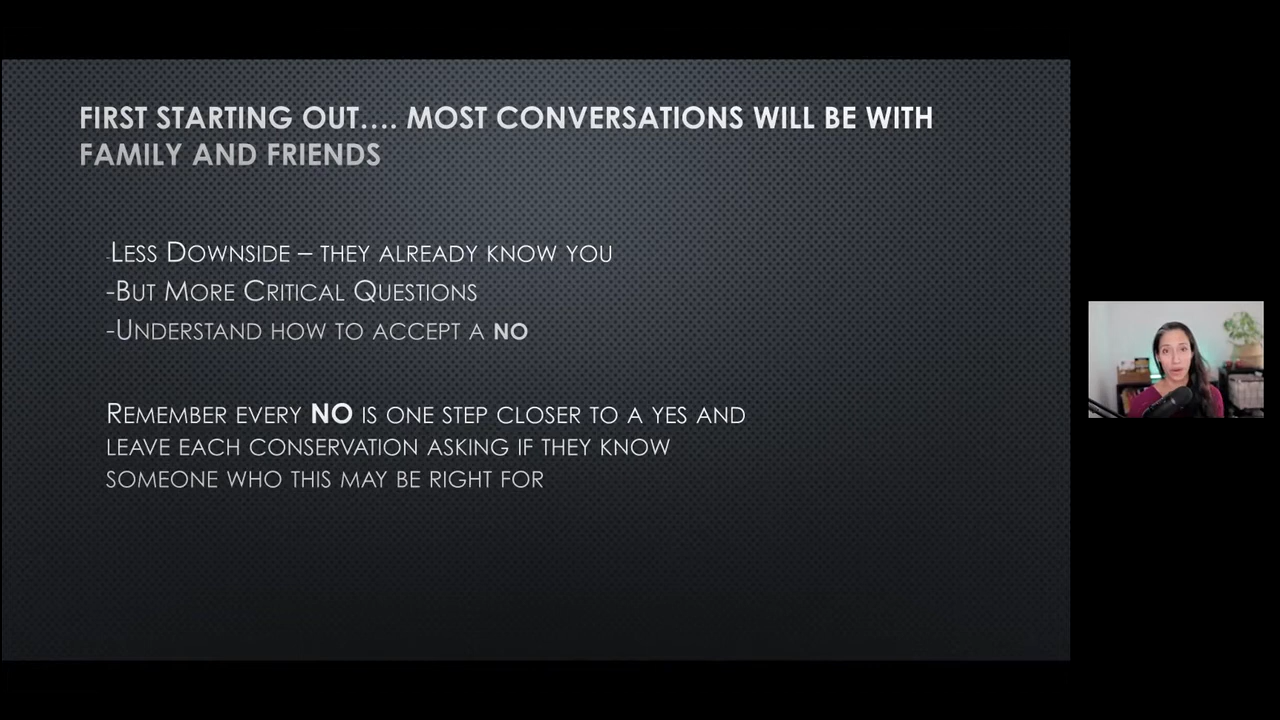 FIRST STARTING OUT.... MOST CONVERSATIONS WILL BE WITH
FAMILY AND FRIENDS
-LESS DOWNSIDE – THEY ALREADY KNOW YOU
-BUT MORE CRITICAL QUESTIONS
-UNDERSTAND HOW TO ACCEPT A NO
REMEMBER EVERY NO IS ONE STEP CLOSER TO A YES AND
LEAVE EACH CONSERVATION ASKING IF THEY KNOW
SOMEONE WHO THIS MAY BE RIGHT FOR